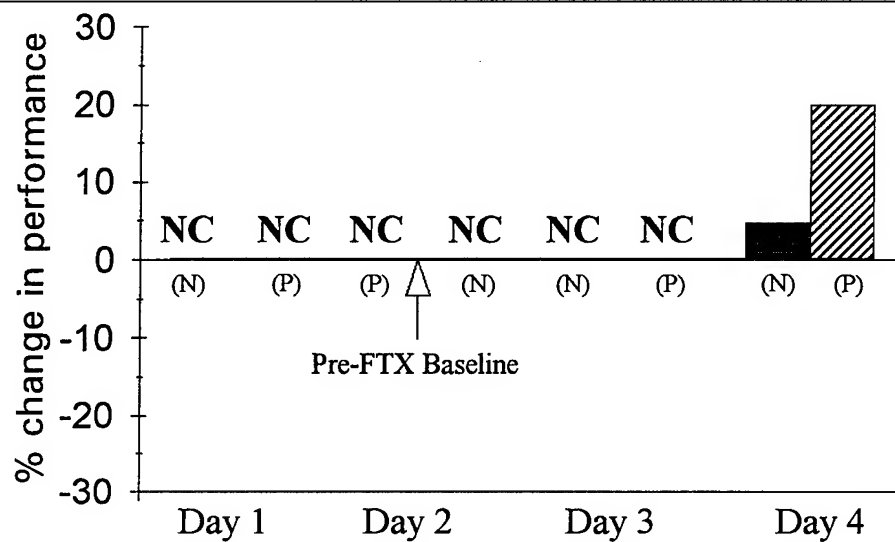 % change in performance
30
20
10
0
-10
-20
-30
NC NC NC NC NC NC
(N) (P) (P) (N) (N) (P) (N) (P)
Pre-FTX Baseline
Day 1 Day 2 Day 3 Day 4